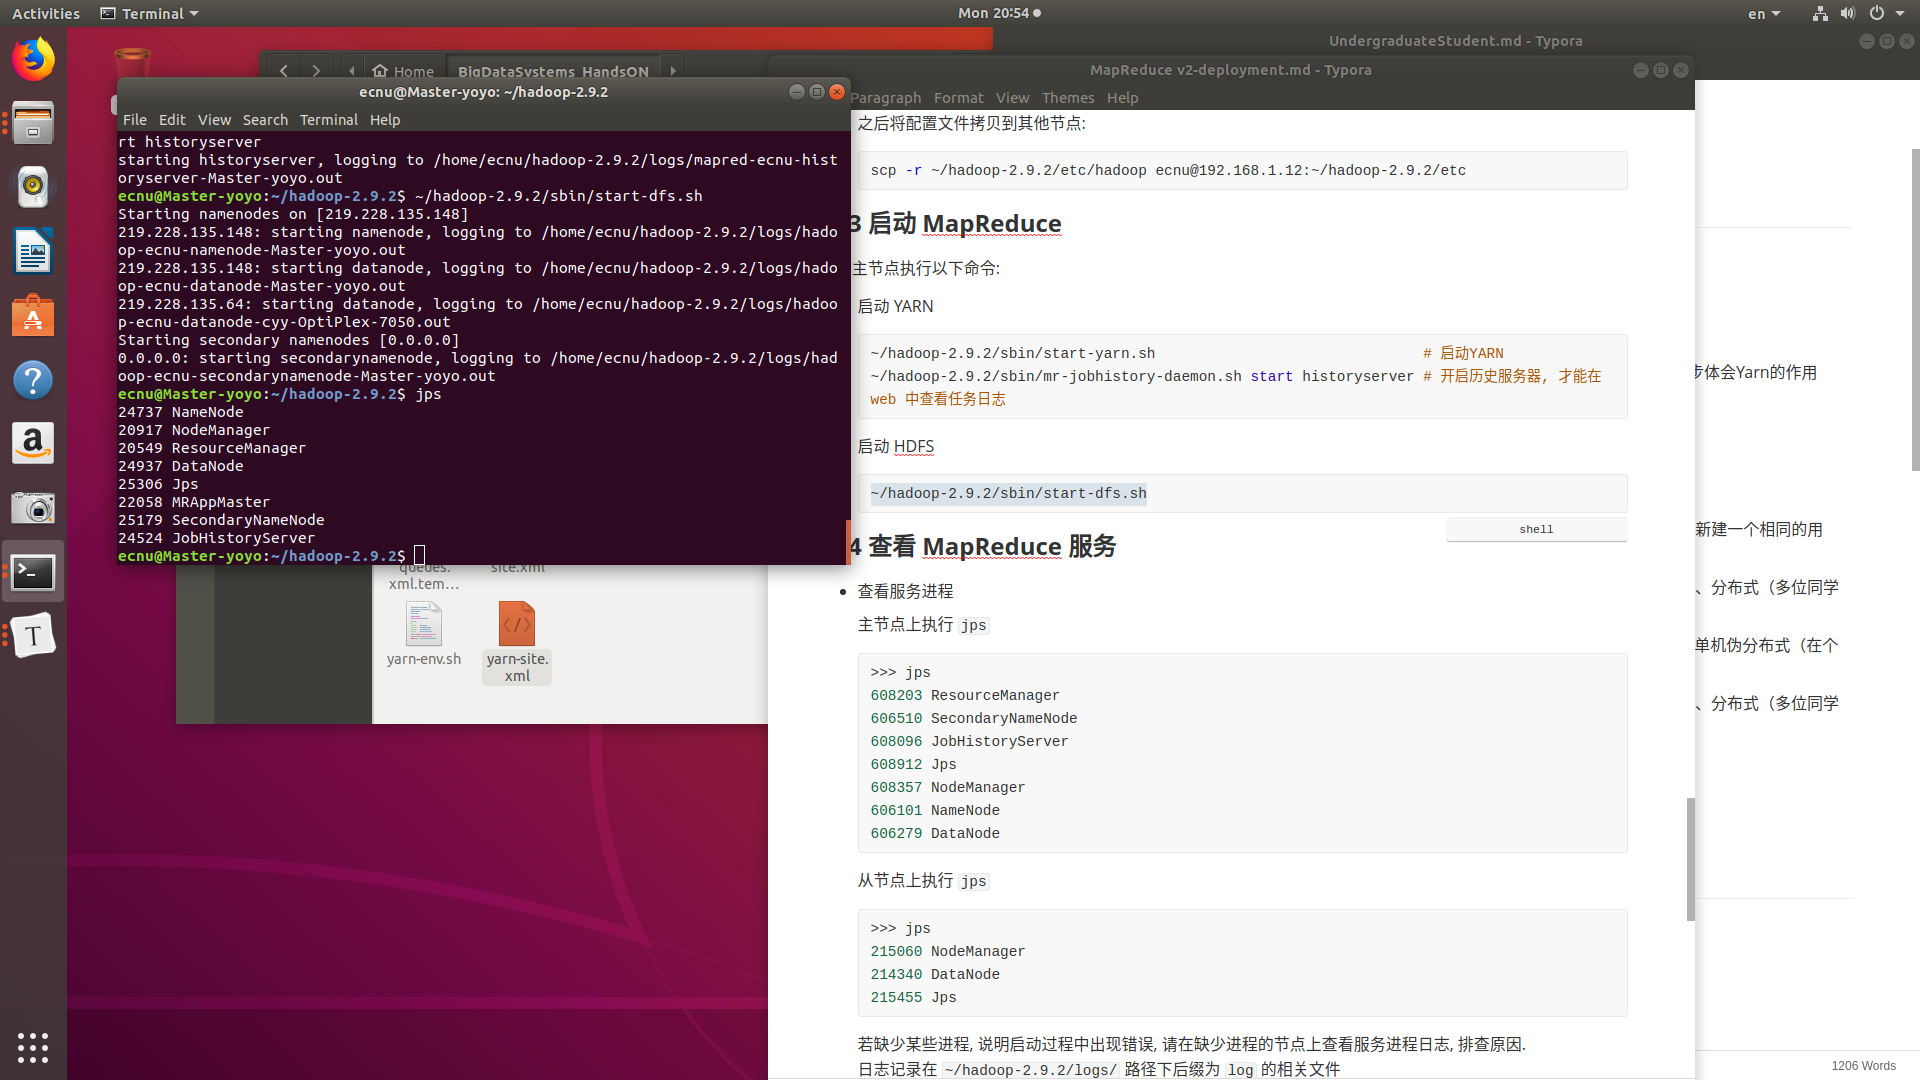 Activities
Terminal
Mon 20:54
en
UndergraduateStudent.md - Typora
Home
BigDataSystems_HandsON
MapReduce v2-deployment.md - Typora
Paragraph Format View Themes Help
ecnu@Master-yoyo: ~/hadoop-2.9.2
File Edit View Search Terminal Help
rt historyserver
starting historyserver, logging to /home/ecnu/hadoop-2.9.2/logs/mapred-ecnu-hist
oryserver-Master-yoyo.out
ecnu@Master-yoyo:~/hadoop-2.9.2$ ~/hadoop-2.9.2/sbin/start-dfs.sh
Starting namenodes on [219.228.135.148]
219.228.135.148: starting namenode, logging to /home/ecnu/hadoop-2.9.2/logs/hado
op-ecnu-namenode-Master-yoyo.out
219.228.135.148: starting datanode, logging to /home/ecnu/hadoop-2.9.2/logs/hado
op-ecnu-datanode-Master-yoyo.out
219.228.135.64: starting datanode, logging to /home/ecnu/hadoop-2.9.2/logs/hadoo
p-ecnu-datanode-cyy-OptiPlex-7050.out
Starting secondary namenodes [0.0.0.0]
0.0.0.0: starting secondarynamenode, logging to /home/ecnu/hadoop-2.9.2/logs/had
oop-ecnu-secondarynamenode-Master-yoyo.out
ecnu@Master-yoyo:~/hadoop-2.9.2$ jps
24737 NameNode
20917 NodeManager
20549 ResourceManager
24937 DataNode
25306 Jps
22058 MRAppMaster
25179 SecondaryNameNode
24524 JobHistoryServer
ecnu@Master-yoyo:~/hadoop-2.9.2$
queues.
xml.tem...
site.xml
yarn-env.sh
yarn-site.
xml
之后将配置文件拷贝到其他节点:
scp -r ~/hadoop-2.9.2/etc/hadoop ecnu@192.168.1.12:~/hadoop-2.9.2/etc
3 启动 MapReduce
主节点执行以下命令:
启动 YARN
~/hadoop-2.9.2/sbin/start-yarn.sh # 启动YARN
~/hadoop-2.9.2/sbin/mr-jobhistory-daemon.sh start historyserver # 开启历史服务器, 才能在
web 中查看任务日志
启动 HDFS
~/hadoop-2.9.2/sbin/start-dfs.sh
shell
4 查看 MapReduce 服务
查看服务进程
主节点上执行 jps
>>> jps
608203 ResourceManager
606510 SecondaryNameNode
608096 JobHistoryServer
608912 Jps
608357 NodeManager
606101 NameNode
606279 DataNode
从节点上执行 jps
>>> jps
215060 NodeManager
214340 DataNode
215455 Jps
若缺少某些进程, 说明启动过程中出现错误, 请在缺少进程的节点上查看服务进程日志, 排查原因.
日志记录在 ~/hadoop-2.9.2/logs/ 路径下后缀为 log 的相关文件
步体会Yarn的作用
新建一个相同的用
、分布式（多位同学
单机伪分布式（在个
、分布式（多位同学
1206 Words